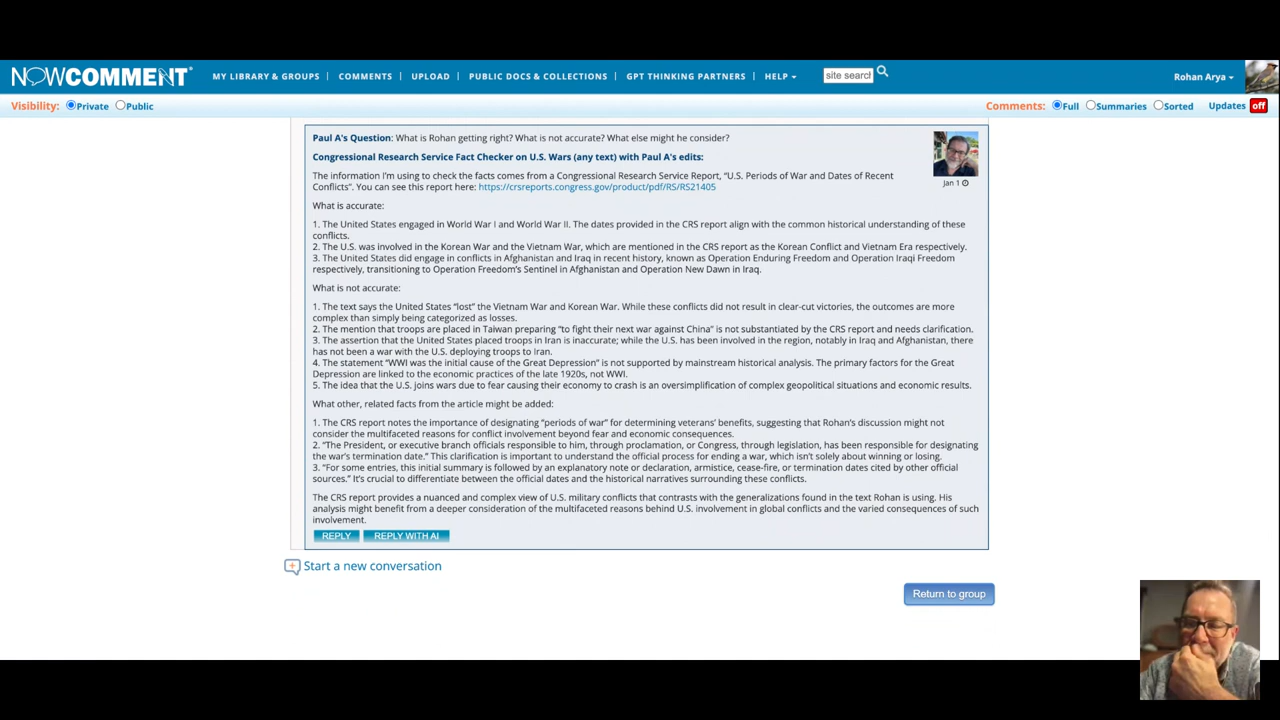 NOWCOMMENT®
MY LIBRARY & GROUPS | COMMENTS | UPLOAD | PUBLIC DOCS & COLLECTIONS | GPT THINKING PARTNERS | HELP
site search
Rohan Arya
Visibility: Private Public
Comments: Full Summaries Sorted Updates off
Paul A's Question: What is Rohan getting right? What is not accurate? What else might he consider?
Congressional Research Service Fact Checker on U.S. Wars (any text) with Paul A's edits:
Jan 1
The information I'm using to check the facts comes from a Congressional Research Service Report, "U.S. Periods of War and Dates of Recent
Conflicts". You can see this report here: https://crsreports.congress.gov/product/pdf/RS/RS21405
What is accurate:
1. The United States engaged in World War I and World War II. The dates provided in the CRS report align with the common historical understanding of these
conflicts.
2. The U.S. was involved in the Korean War and the Vietnam War, which are mentioned in the CRS report as the Korean Conflict and Vietnam Era respectively.
3. The United States did engage in conflicts in Afghanistan and Iraq in recent history, known as Operation Enduring Freedom and Operation Iraqi Freedom
respectively, transitioning to Operation Freedom's Sentinel in Afghanistan and Operation New Dawn in Iraq.
What is not accurate:
1. The text says the United States "lost" the Vietnam War and Korean War. While these conflicts did not result in clear-cut victories, the outcomes are more
complex than simply being categorized as losses.
2. The mention that troops are placed in Taiwan preparing "to fight their next war against China" is not substantiated by the CRS report and needs clarification.
3. The assertion that the United States placed troops in Iran is inaccurate; while the U.S. has been involved in the region, notably in Iraq and Afghanistan, there
has not been a war with the U.S. deploying troops to Iran.
4. The statement "WWI was the initial cause of the Great Depression" is not supported by mainstream historical analysis. The primary factors for the Great
Depression are linked to the economic practices of the late 1920s, not WWI.
5. The idea that the U.S. joins wars due to fear causing their economy to crash is an oversimplification of complex geopolitical situations and economic results.
What other, related facts from the article might be added:
1. The CRS report notes the importance of designating "periods of war" for determining veterans' benefits, suggesting that Rohan's discussion might not
consider the multifaceted reasons for conflict involvement beyond fear and economic consequences.
2. "The President, or executive branch officials responsible to him, through proclamation, or Congress, through legislation, has been responsible for designating
the war's termination date." This clarification is important to understand the official process for ending a war, which isn't solely about winning or losing.
3. "For some entries, this initial summary is followed by an explanatory note or declaration, armistice, cease-fire, or termination dates cited by other official
sources." It's crucial to differentiate between the official dates and the historical narratives surrounding these conflicts.
The CRS report provides a nuanced and complex view of U.S. military conflicts that contrasts with the generalizations found in the text Rohan is using. His
analysis might benefit from a deeper consideration of the multifaceted reasons behind U.S. involvement in global conflicts and the varied consequences of such
involvement.
REPLY REPLY WITH AI
Start a new conversation
Return to group